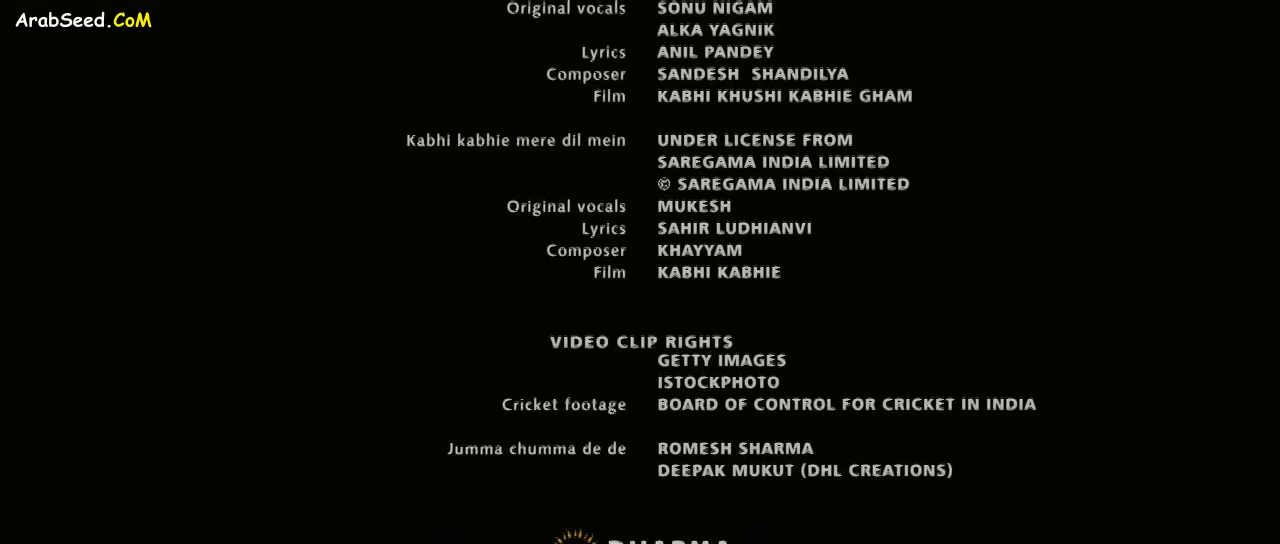 ArabSeed.CoM
Original vocals SONU NIGAM
ALKA YAGNIK
Lyrics ANIL PANDEY
Composer SANDESH SHANDILYA
Film KABHI KHUSHI KABHIE GHAM
Kabhi kabhie mere dil mein UNDER LICENSE FROM
SAREGAMA INDIA LIMITED
© SAREGAMA INDIA LIMITED
Original vocals MUKESH
Lyrics SAHIR LUDHIANVI
Composer KHAYYAM
Film KABHI KABHIE
VIDEO CLIP RIGHTS
GETTY IMAGES
ISTOCKPHOTO
Cricket footage BOARD OF CONTROL FOR CRICKET IN INDIA
Jumma chumma de de ROMESH SHARMA
DEEPAK MUKUT (DHL CREATIONS)
DHARMA